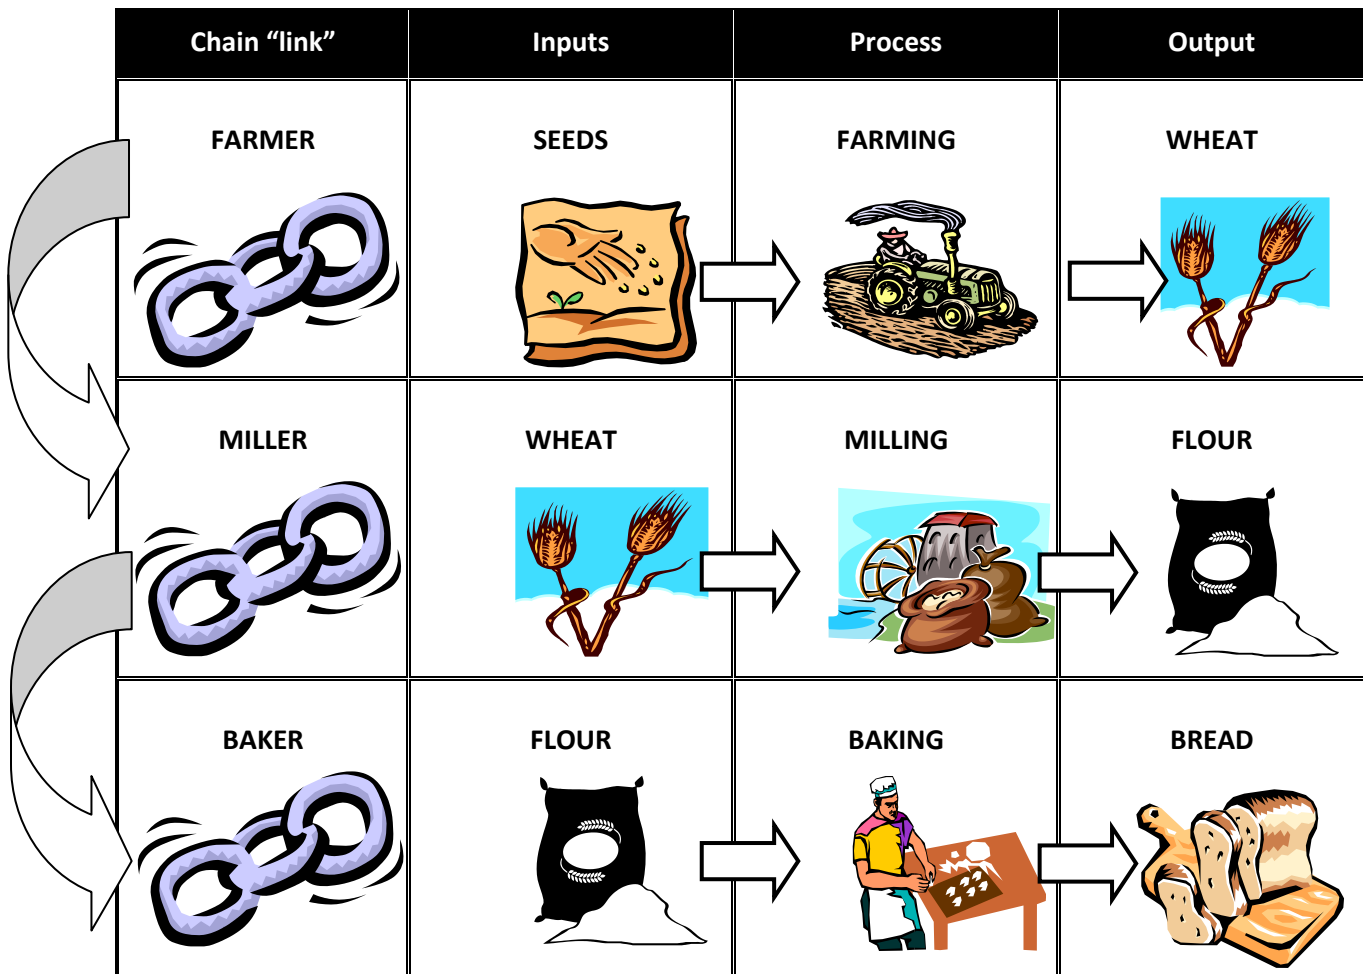 Chain “link” Inputs Process Output
FARMER SEEDS FARMING WHEAT
MILLER WHEAT MILLING FLOUR
BAKER FLOUR BAKING BREAD